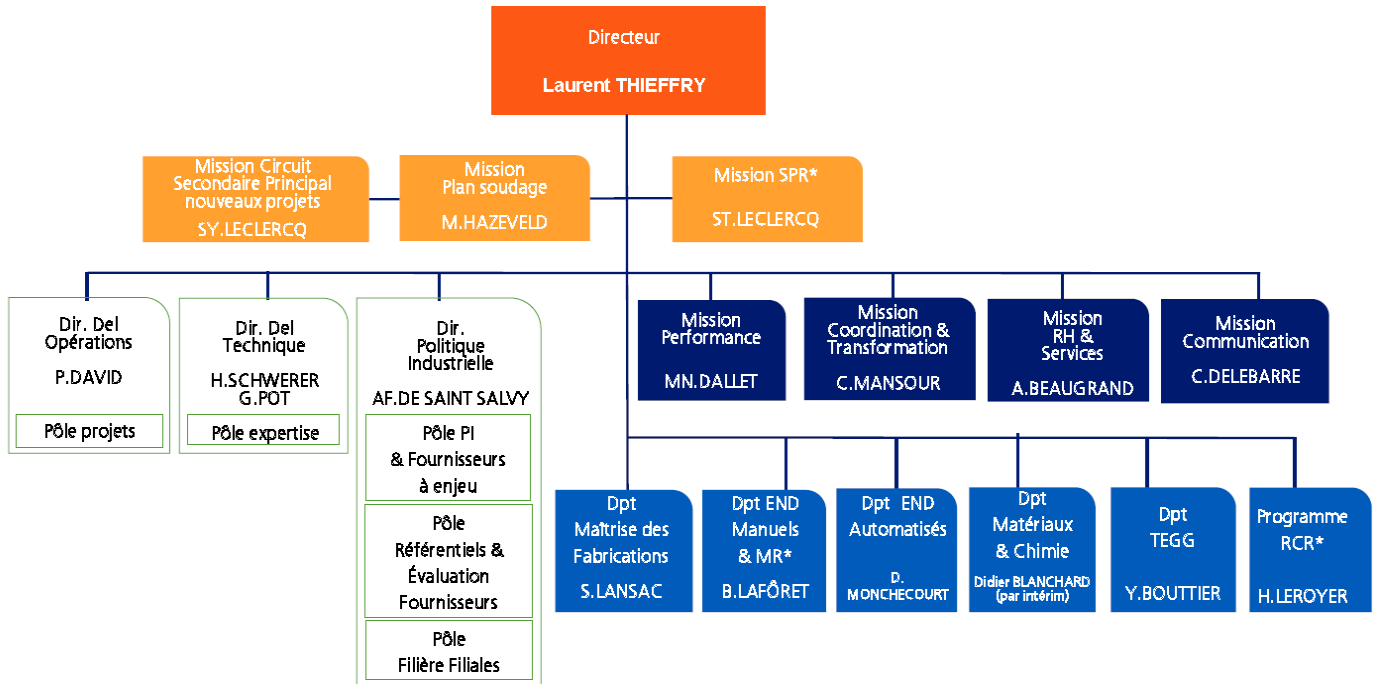 Directeur
Laurent THIEFFRY
Mission Circuit
Secondaire Principal
nouveaux projets
SY.LECLERCQ
Mission
Plan soudage
M.HAZEVELD
Mission SPR*
ST.LECLERCQ
Dir. Del
Opérations
P.DAVID
Pôle projets
Dir. Del
Technique
H.SCHWERER
G.POT
Pôle expertise
Dir.
Politique
Industrielle
AF.DE SAINT SALVY
Pôle PI
& Fournisseurs
à enjeu
Pôle
Référentiels &
Évaluation
Fournisseurs
Pôle
Filière Filiales
Mission
Performance
MN.DALLET
Mission
Coordination &
Transformation
C.MANSOUR
Mission
RH &
Services
A.BEAUGRAND
Mission
Communication
C.DELEBARRE
Dpt
Maîtrise des
Fabrications
S.LANSAC
Dpt END
Manuels
& MR*
B.LAFÔRET
Dpt END
Automatisés
D.
MONCHECOURT
Dpt
Matériaux
& Chimie
Didier BLANCHARD
(par intérim)
Dpt
TEGG
Y.BOUTTIER
Programme
RCR*
H.LEROYER